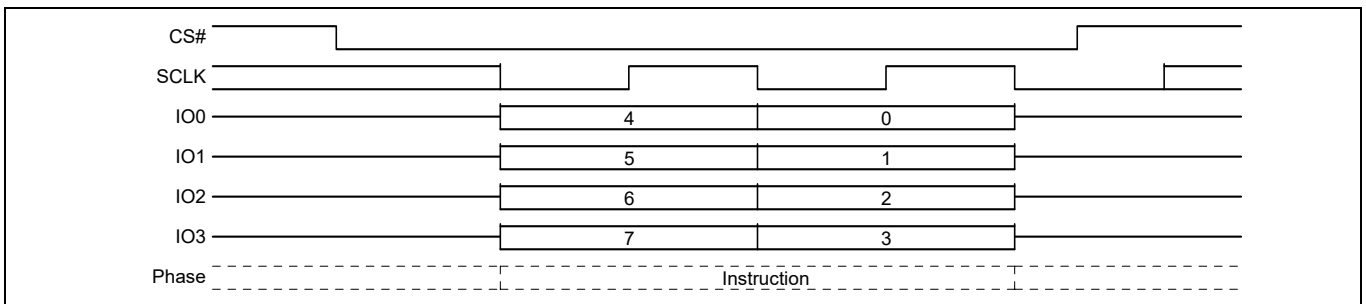 CS#
SCLK
IO0 4 0
IO1 5 1
IO2 6 2
IO3 7 3
Phase Instruction